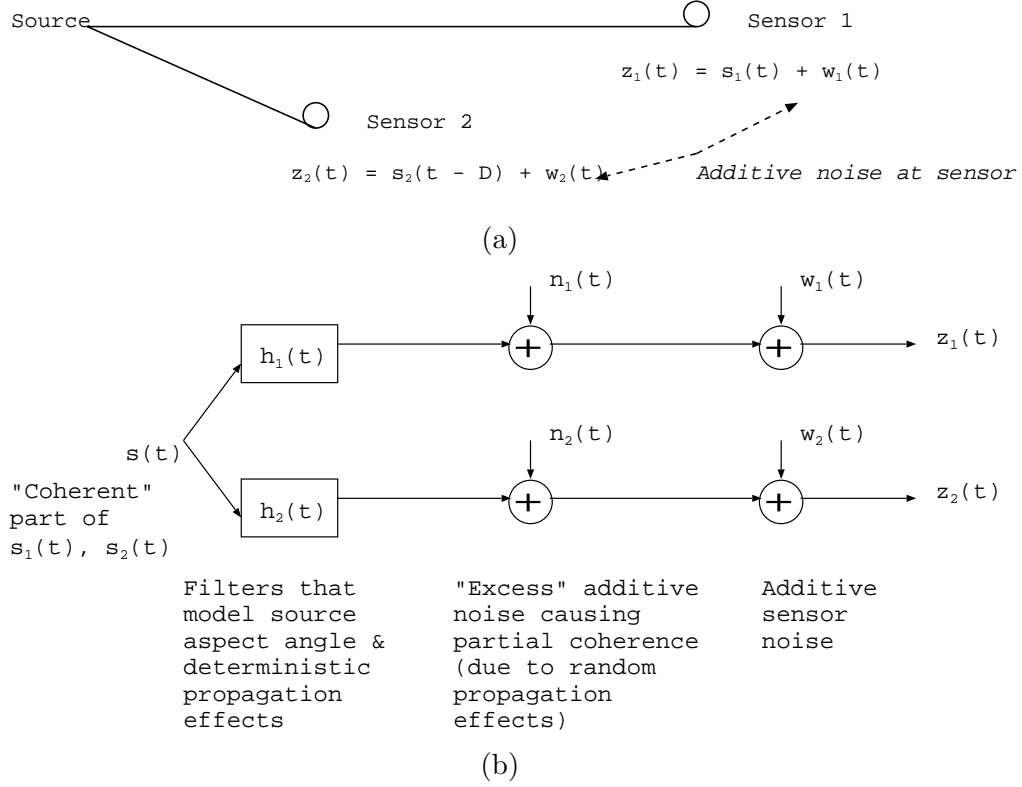 Source
Sensor 1
z₁(t) = s₁(t) + w₁(t)
Sensor 2
z₂(t) = s₂(t - D) + w₂(t)
Additive noise at sensor
(a)
n₁(t)
w₁(t)
h₁(t)
+
+
z₁(t)
n₂(t)
w₂(t)
s(t)
"Coherent"
part of
s₁(t), s₂(t)
h₂(t)
+
+
z₂(t)
Filters that
model source
aspect angle &
deterministic
propagation
effects
"Excess" additive
noise causing
partial coherence
(due to random
propagation
effects)
Additive
sensor
noise
(b)